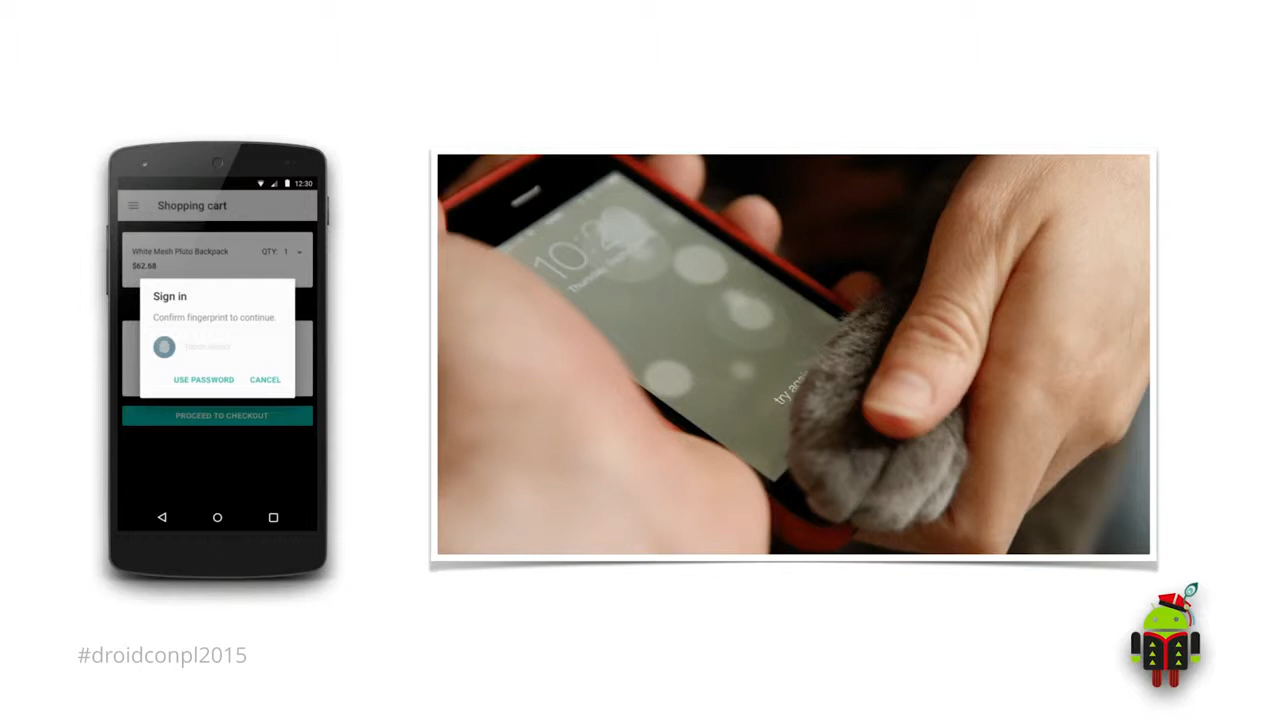 12:30
Shopping cart
White Mesh Pluto Backpack QTY: 1
$62.68
Sign in
Confirm fingerprint to continue.
USE PASSWORD CANCEL
PROCEED TO CHECKOUT
try
#droidconpl2015